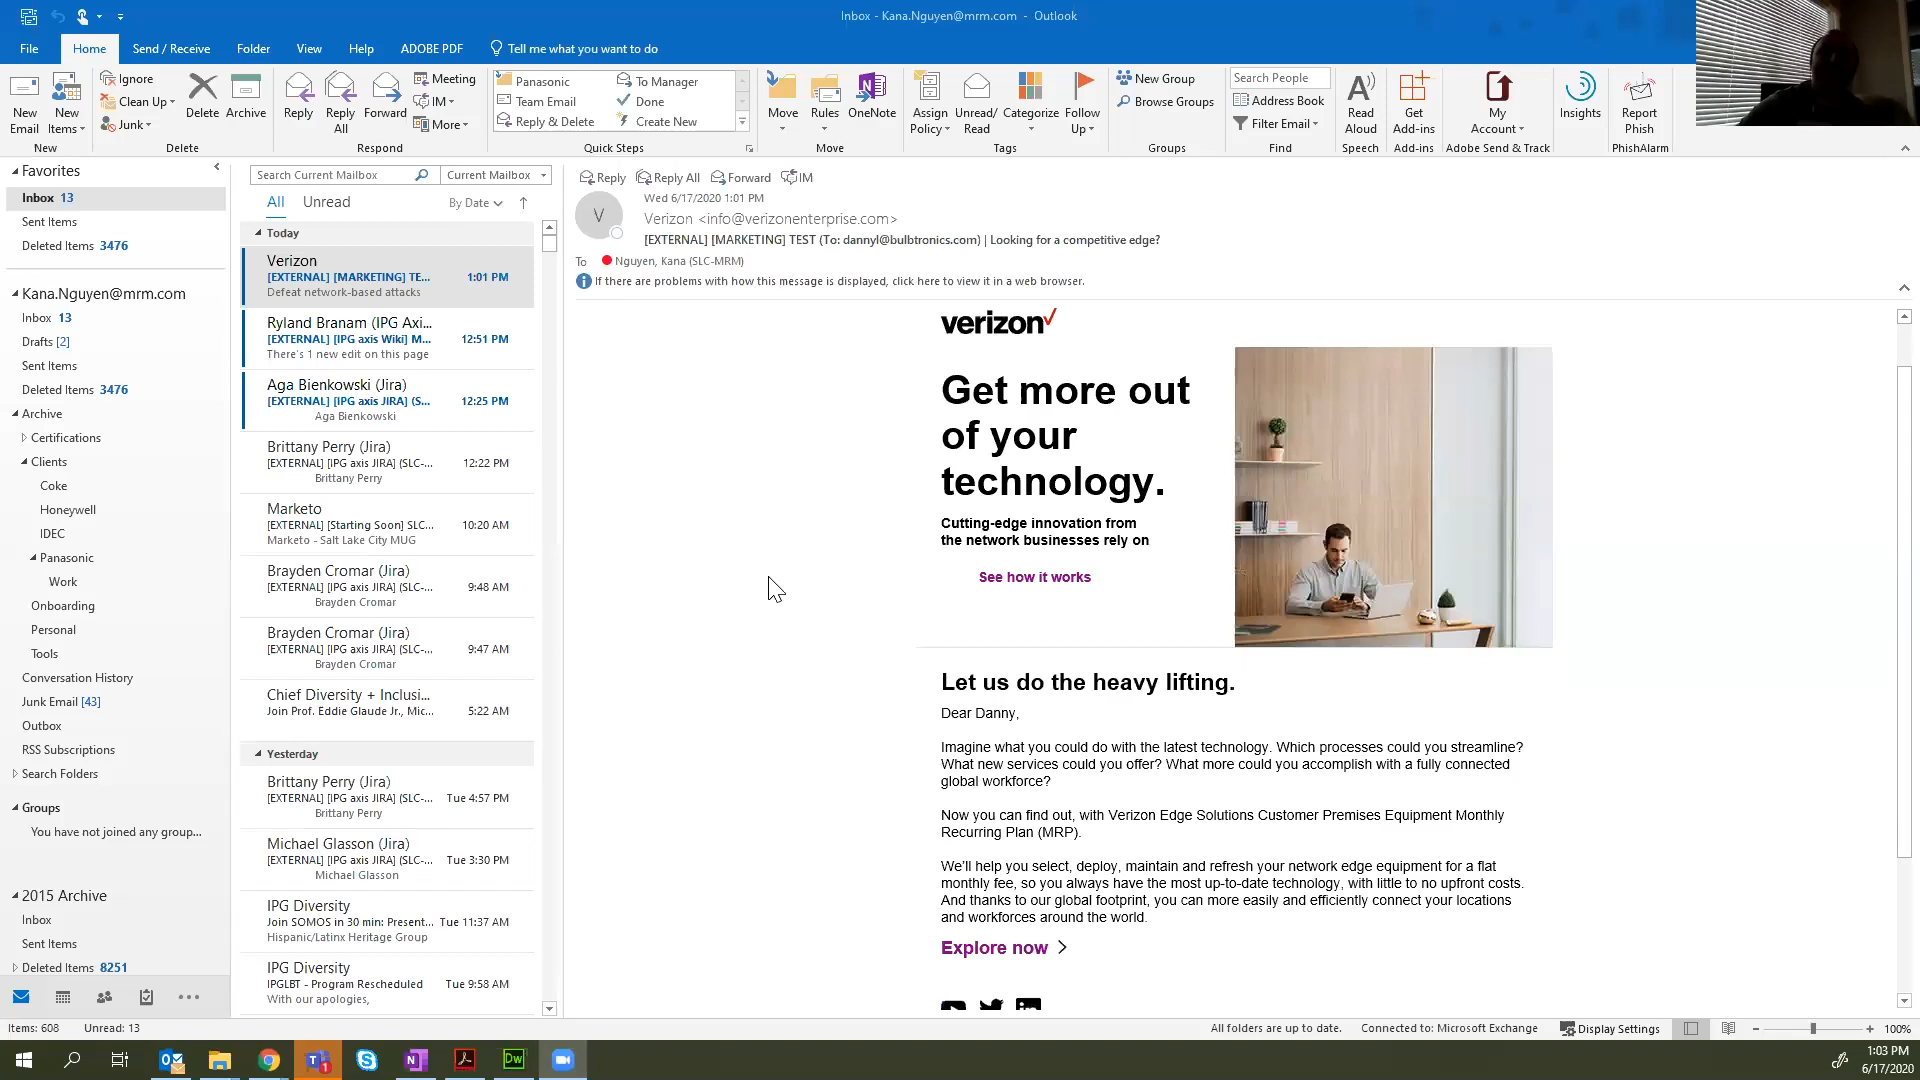 Inbox - Kana.Nguyen@mrm.com - Outlook
File Home Send / Receive Folder View Help ADOBE PDF Tell me what you want to do
New Email
New Items
New
Ignore
Clean Up
Junk
Delete
Archive
Delete
Reply
Reply All
Forward
Meeting
IM
More
Respond
Panasonic
Team Email
Reply & Delete
To Manager
Done
Create New
Quick Steps
Move
Rules
OneNote
Move
Assign Policy
Unread/ Read
Categorize
Follow Up
Tags
New Group
Browse Groups
Groups
Search People
Address Book
Filter Email
Find
Read Aloud
Speech
Get Add-ins
Add-ins
My Account
Adobe Send & Track
Insights
Report Phish
PhishAlarm
Favorites
Inbox 13
Sent Items
Deleted Items 3476
Kana.Nguyen@mrm.com
Inbox 13
Drafts [2]
Sent Items
Deleted Items 3476
Archive
Certifications
Clients
Coke
Honeywell
IDEC
Panasonic
Work
Onboarding
Personal
Tools
Conversation History
Junk Email [43]
Outbox
RSS Subscriptions
Search Folders
Groups
You have not joined any group...
2015 Archive
Inbox
Sent Items
Deleted Items 8251
Search Current Mailbox Current Mailbox
All Unread By Date
Today
Verizon
[EXTERNAL] [MARKETING] TE... 1:01 PM
Defeat network-based attacks
Ryland Branam (IPG Axi...
[EXTERNAL] [IPG axis Wiki] M... 12:51 PM
There's 1 new edit on this page
Aga Bienkowski (Jira)
[EXTERNAL] [IPG axis JIRA] (S... 12:25 PM
Aga Bienkowski
Brittany Perry (Jira)
[EXTERNAL] [IPG axis JIRA] (SLC-... 12:22 PM
Brittany Perry
Marketo
[EXTERNAL] [Starting Soon] SLC... 10:20 AM
Marketo - Salt Lake City MUG
Brayden Cromar (Jira)
[EXTERNAL] [IPG axis JIRA] (SLC-... 9:48 AM
Brayden Cromar
Brayden Cromar (Jira)
[EXTERNAL] [IPG axis JIRA] (SLC-... 9:47 AM
Brayden Cromar
Chief Diversity + Inclusi...
Join Prof. Eddie Glaude Jr., Mic... 5:22 AM
Yesterday
Brittany Perry (Jira)
[EXTERNAL] [IPG axis JIRA] (SLC-... Tue 4:57 PM
Brittany Perry
Michael Glasson (Jira)
[EXTERNAL] [IPG axis JIRA] (SLC-... Tue 3:30 PM
Michael Glasson
IPG Diversity
Join SOMOS in 30 min: Present... Tue 11:37 AM
Hispanic/Latinx Heritage Group
IPG Diversity
IPGLBT - Program Rescheduled Tue 9:58 AM
With our apologies,
Reply Reply All Forward IM
Wed 6/17/2020 1:01 PM
V
Verizon <info@verizonenterprise.com>
[EXTERNAL] [MARKETING] TEST (To: dannyl@bulbtronics.com) | Looking for a competitive edge?
To Nguyen, Kana (SLC-MRM)
If there are problems with how this message is displayed, click here to view it in a web browser.
verizon
Get more out
of your
technology.
Cutting-edge innovation from
the network businesses rely on
See how it works
Let us do the heavy lifting.
Dear Danny,
Imagine what you could do with the latest technology. Which processes could you streamline?
What new services could you offer? What more could you accomplish with a fully connected
global workforce?
Now you can find out, with Verizon Edge Solutions Customer Premises Equipment Monthly
Recurring Plan (MRP).
We'll help you select, deploy, maintain and refresh your network edge equipment for a flat
monthly fee, so you always have the most up-to-date technology, with little to no upfront costs.
And thanks to our global footprint, you can more easily and efficiently connect your locations
and workforces around the world.
Explore now >
Items: 608 Unread: 13 All folders are up to date. Connected to: Microsoft Exchange Display Settings 100%
1:03 PM
6/17/2020